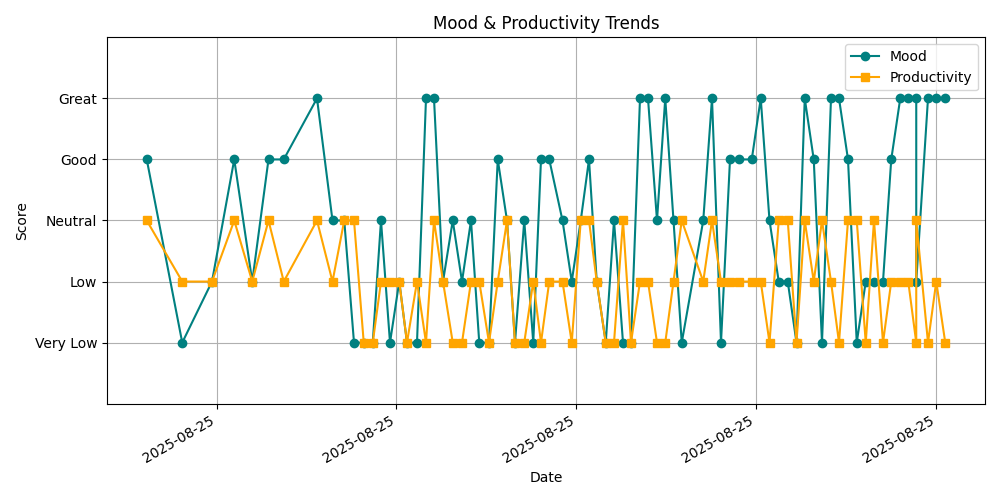 Mood & Productivity Trends
Mood
Productivity
Great
Good
Neutral
Low
Very Low
Score
2025-08-25
2025-08-25
2025-08-25
2025-08-25
2025-08-25
Date